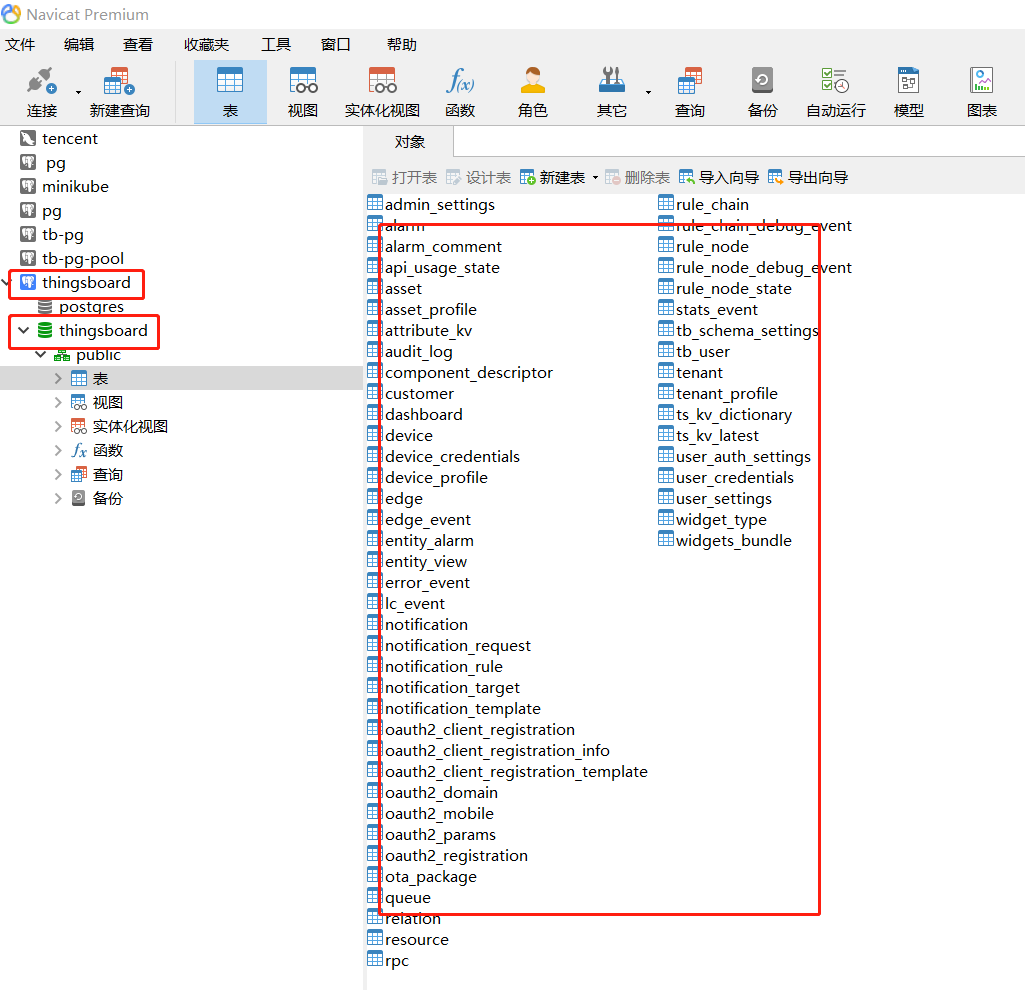 Navicat Premium
文件 编辑 查看 收藏夹 工具 窗口 帮助
连接 新建查询 表 视图 实体化视图 函数 角色 其它 查询 备份 自动运行 模型 图表
tencent
pg
minikube
pg
tb-pg
tb-pg-pool
thingsboard
postgres
thingsboard
public
表
视图
实体化视图
函数
查询
备份
对象
打开表 设计表 新建表 删除表 导入向导 导出向导
admin_settings
alarm
alarm_comment
api_usage_state
asset
asset_profile
attribute_kv
audit_log
component_descriptor
customer
dashboard
device
device_credentials
device_profile
edge
edge_event
entity_alarm
entity_view
error_event
lc_event
notification
notification_request
notification_rule
notification_target
notification_template
oauth2_client_registration
oauth2_client_registration_info
oauth2_client_registration_template
oauth2_domain
oauth2_mobile
oauth2_params
oauth2_registration
ota_package
queue
relation
resource
rpc
rule_chain
rule_chain_debug_event
rule_node
rule_node_debug_event
rule_node_state
stats_event
tb_schema_settings
tb_user
tenant
tenant_profile
ts_kv_dictionary
ts_kv_latest
user_auth_settings
user_credentials
user_settings
widget_type
widgets_bundle